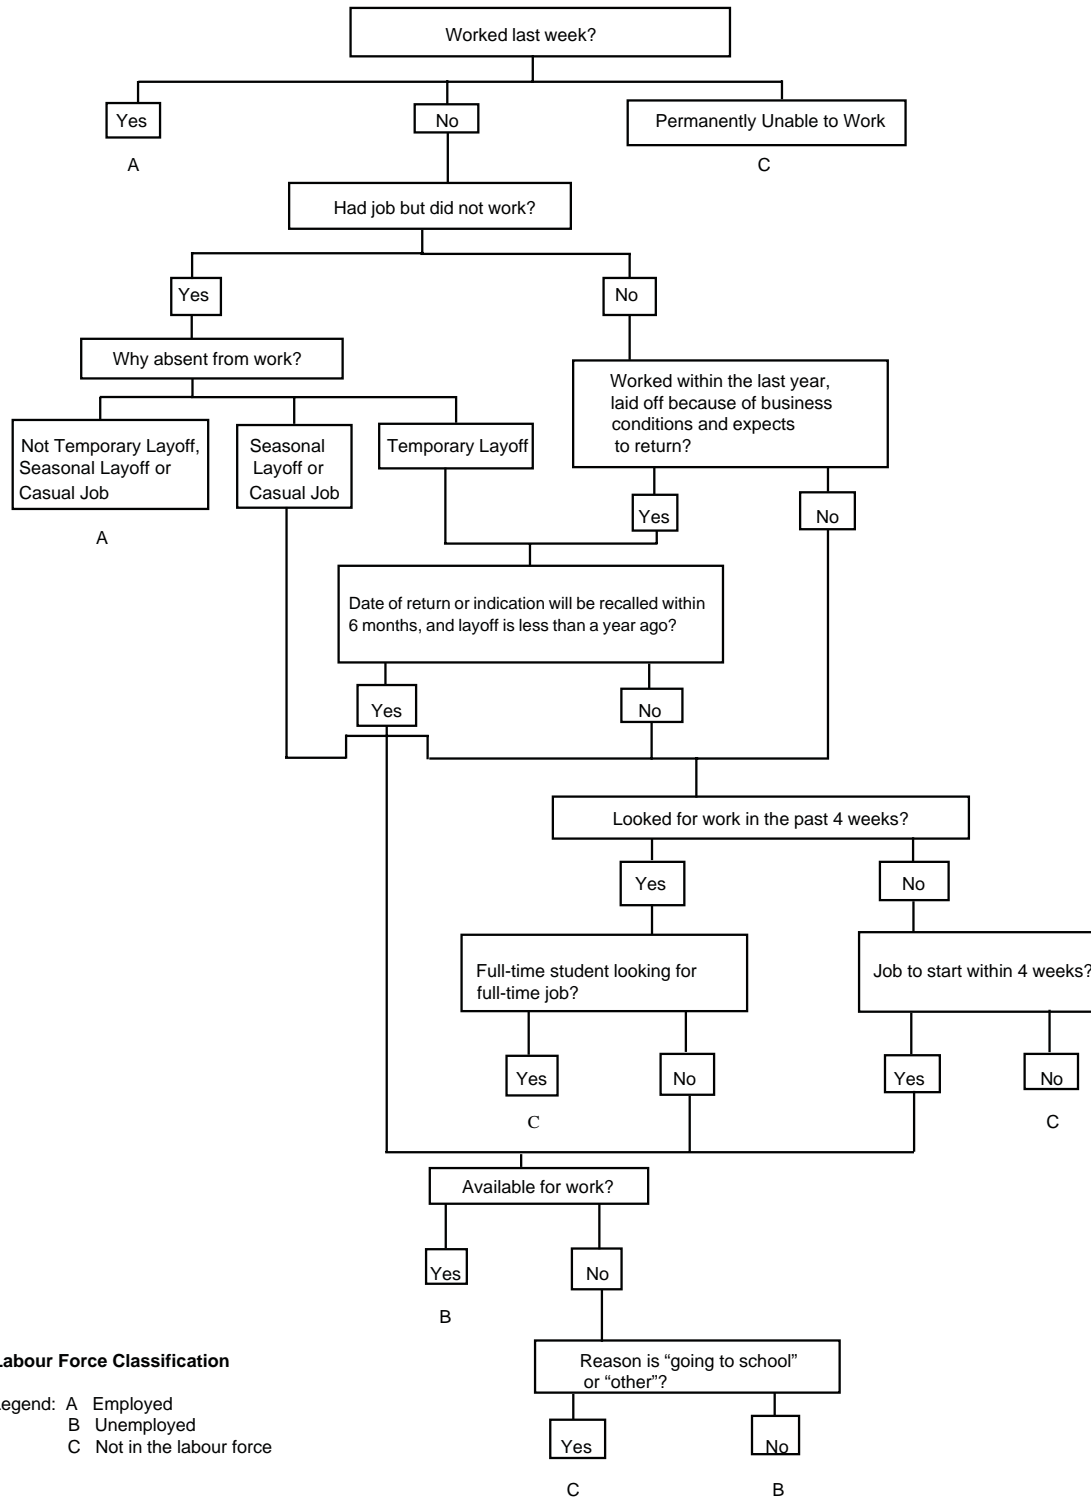 Worked last week?
Yes
No
Permanently Unable to Work
A
C
Had job but did not work?
Yes
No
Why absent from work?
Worked within the last year,
laid off because of business
conditions and expects
to return?
Not Temporary Layoff,
Seasonal Layoff or
Casual Job
Seasonal
Layoff or
Casual Job
Temporary Layoff
A
Yes
No
Date of return or indication will be recalled within
6 months, and layoff is less than a year ago?
Yes
No
Looked for work in the past 4 weeks?
Yes
No
Full-time student looking for
full-time job?
Job to start within 4 weeks?
Yes
No
Yes
No
C
C
Available for work?
Yes
No
B
Reason is “going to school”
or “other”?
Yes
No
C
B
Labour Force Classification
egend: A Employed
B Unemployed
C Not in the labour force